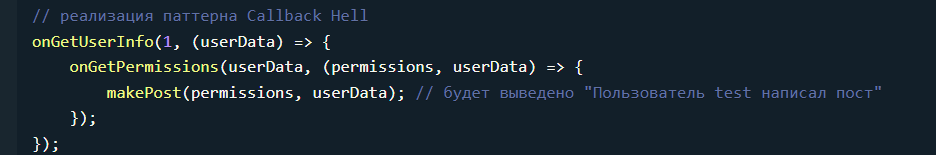 // реализация паттерна Callback Hell
onGetUserInfo(1, (userData) => {
    onGetPermissions(userData, (permissions, userData) => {
        makePost(permissions, userData); // будет выведено "Пользователь test написал пост"
    });
});